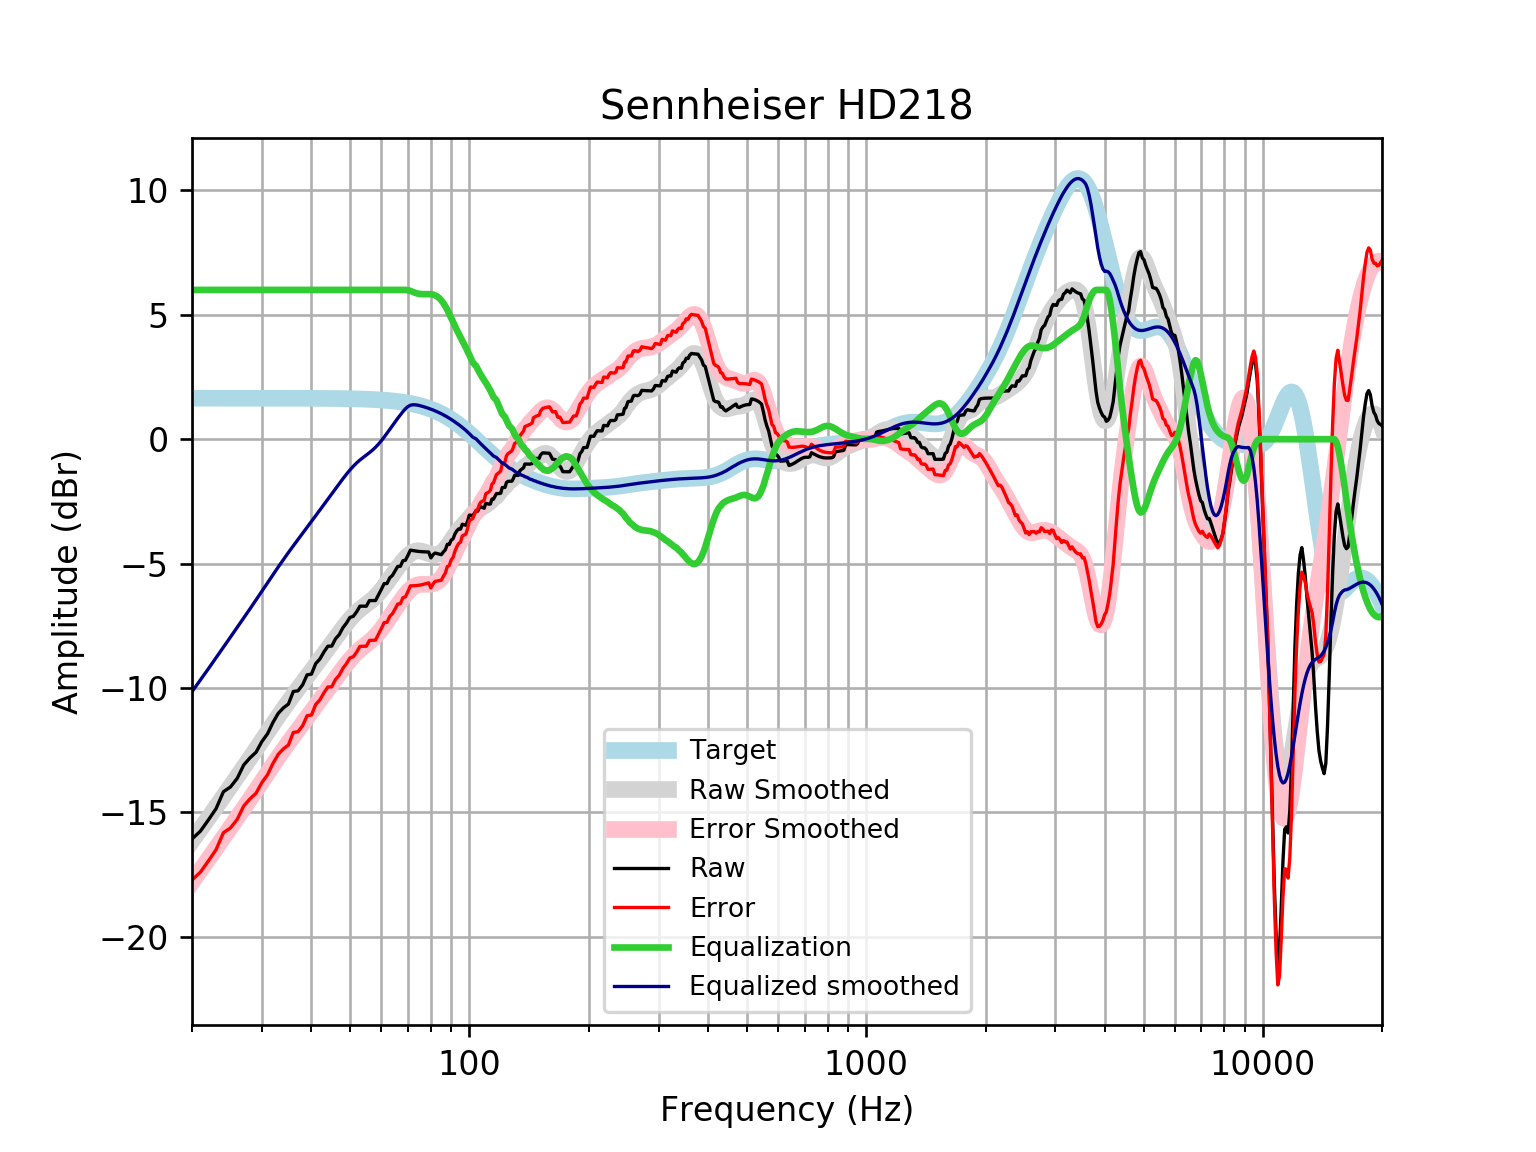 Sennheiser HD218
10
5
0
−5
−10
−15
−20
Amplitude (dBr)
Target
Raw Smoothed
Error Smoothed
Raw
Error
Equalization
Equalized smoothed
100 1000 10000
Frequency (Hz)